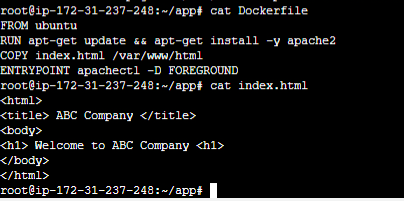 root@ip-172-31-237-248:~/app# cat Dockerfile
FROM ubuntu
RUN apt-get update && apt-get install -y apache2
COPY index.html /var/www/html
ENTRYPOINT apachectl -D FOREGROUND
root@ip-172-31-237-248:~/app# cat index.html
<html>
<title> ABC Company </title>
<body>
<h1> Welcome to ABC Company <h1>
</body>
</html>
root@ip-172-31-237-248:~/app#